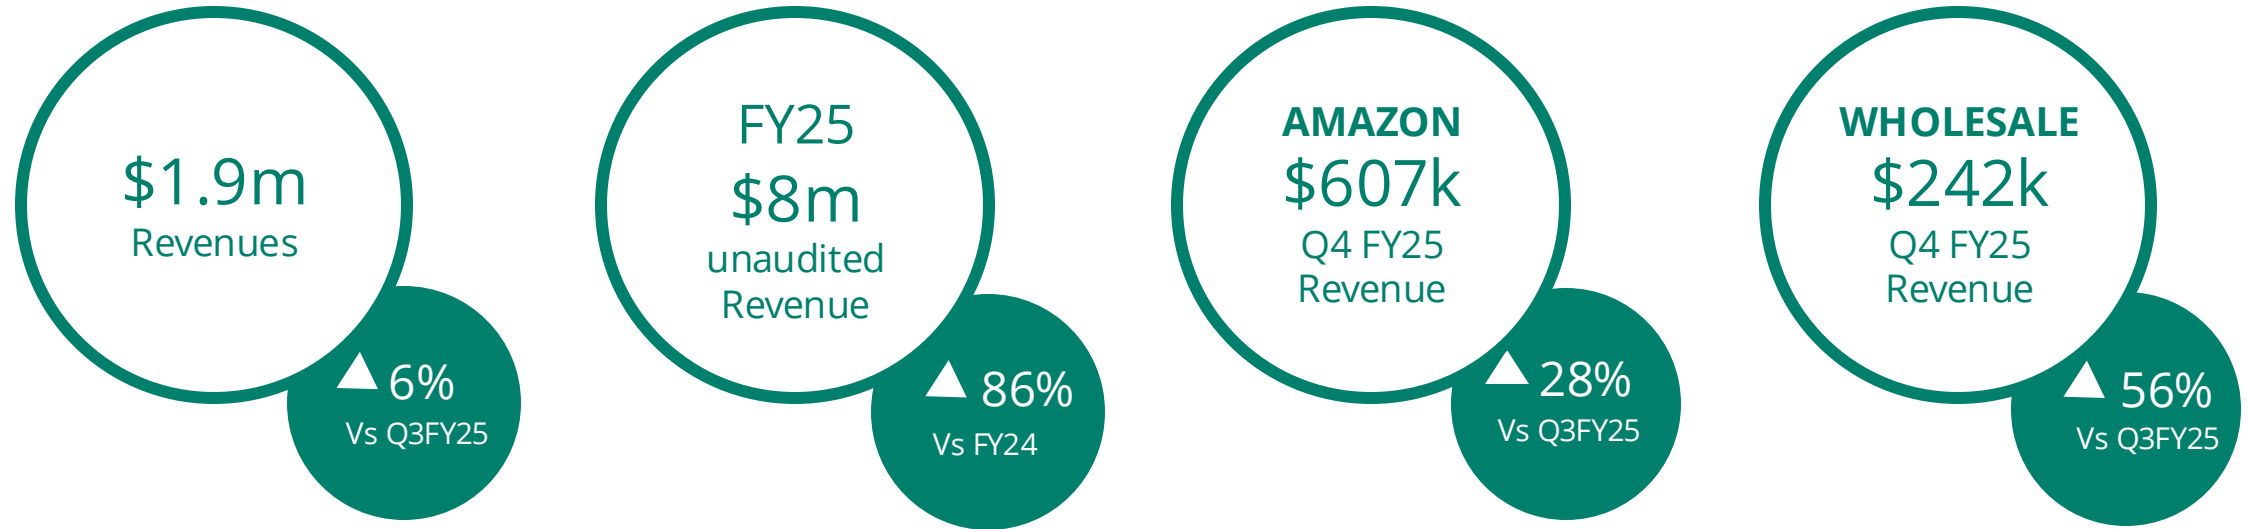 $1.9m
Revenues
6%
Vs Q3FY25
FY25
$8m
unaudited
Revenue
86%
Vs FY24
AMAZON
$607k
Q4 FY25
Revenue
28%
Vs Q3FY25
WHOLESALE
$242k
Q4 FY25
Revenue
56%
Vs Q3FY25